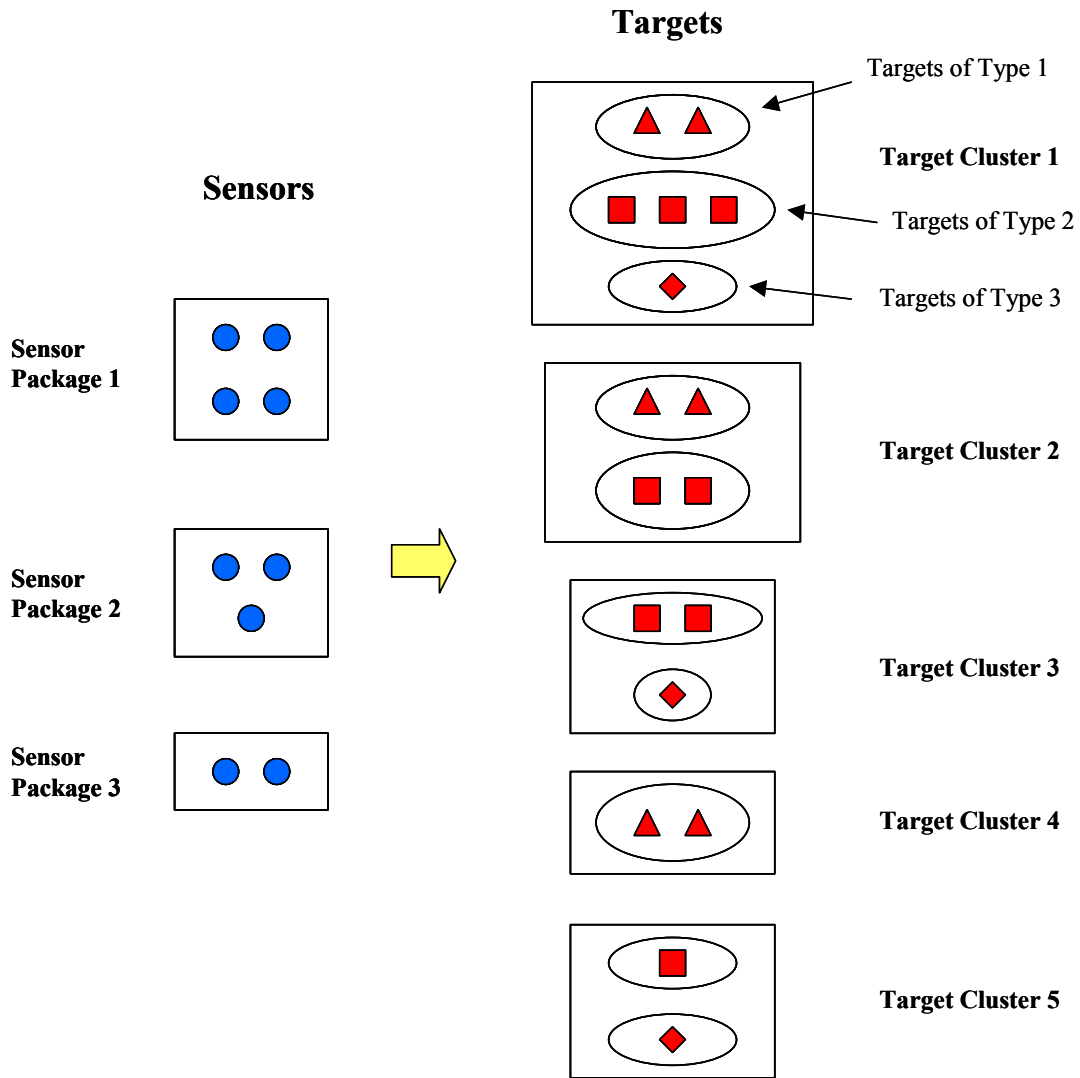 Targets
Targets of Type 1
Target Cluster 1
Sensors
Targets of Type 2
Targets of Type 3
Sensor
Package 1
Target Cluster 2
Sensor
Package 2
Target Cluster 3
Sensor
Package 3
Target Cluster 4
Target Cluster 5